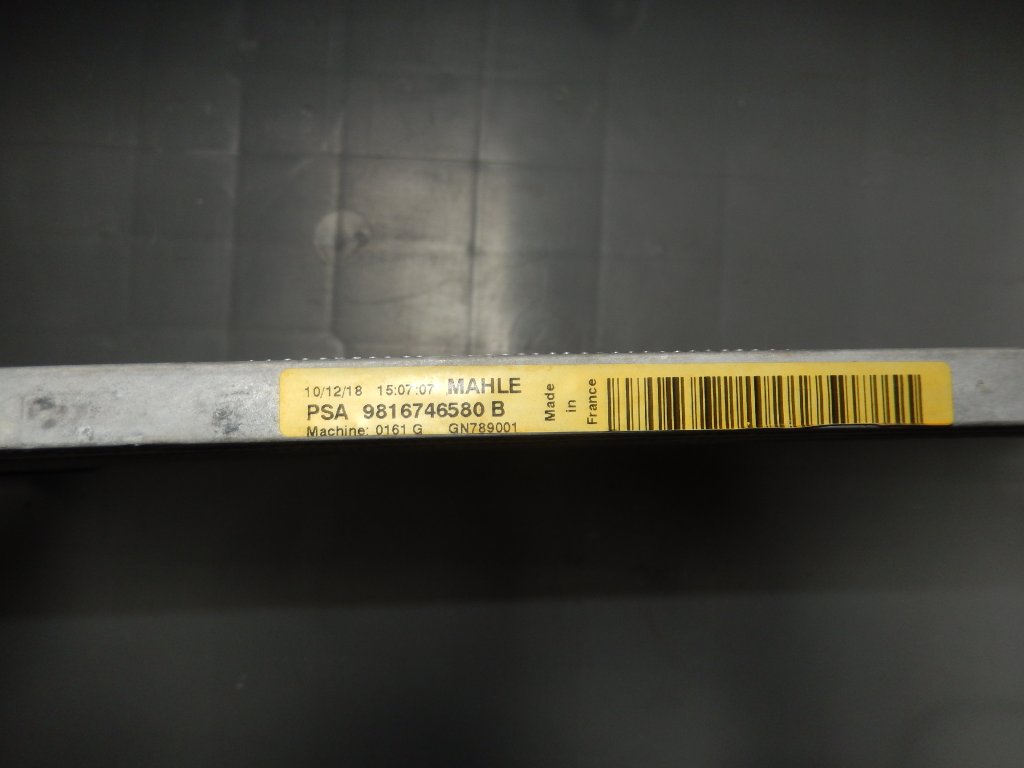 10/12/18 15:07:07 MAHLE
PSA 9816746580 B
Machine: 0161 G GN789001
Made
in
France